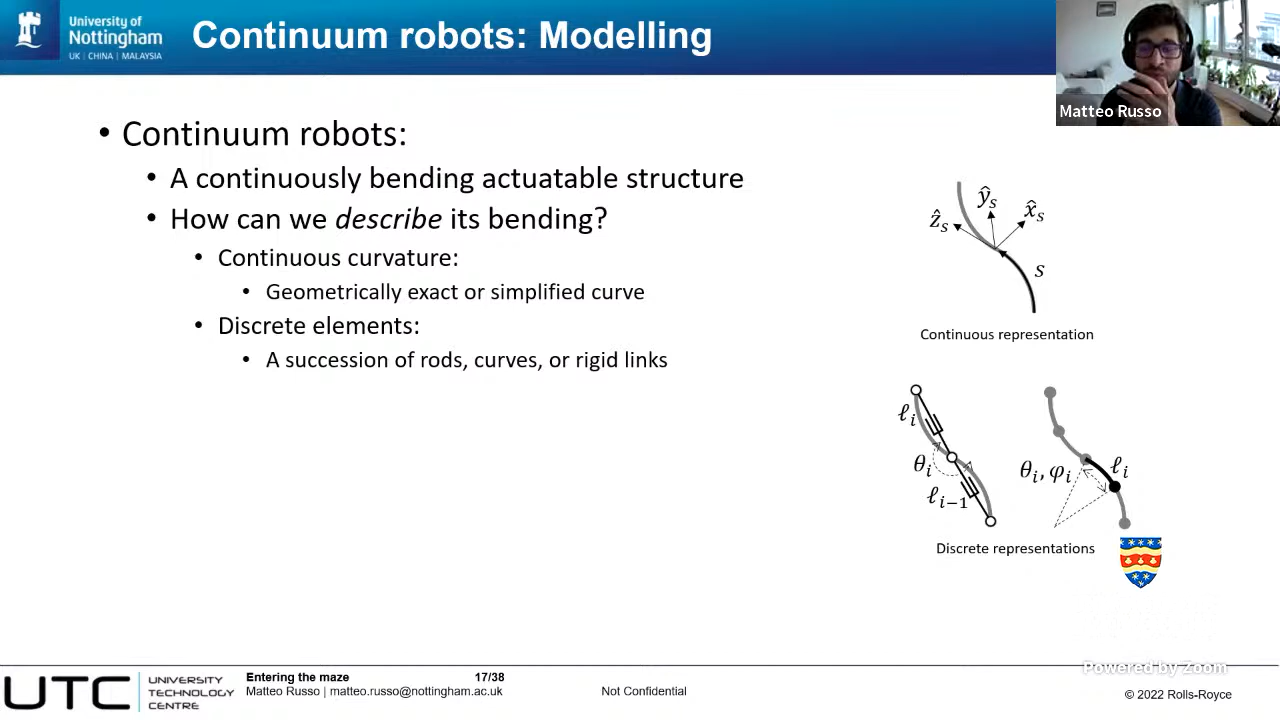 University of
Nottingham
UK | CHINA | MALAYSIA
Continuum robots: Modelling
Matteo Russo
• Continuum robots:
• A continuously bending actuatable structure
• How can we describe its bending?
• Continuous curvature:
• Geometrically exact or simplified curve
• Discrete elements:
• A succession of rods, curves, or rigid links
ŷₛ
x̂ₛ
ẑₛ
s
Continuous representation
ℓᵢ
θᵢ
ℓᵢ₋₁
θᵢ, φᵢ
ℓᵢ
Discrete representations
Powered by Zoom
UTC
UNIVERSITY
TECHNOLOGY
CENTRE
Entering the maze 17/38
Matteo Russo | matteo.russo@nottingham.ac.uk
Not Confidential
© 2022 Rolls-Royce